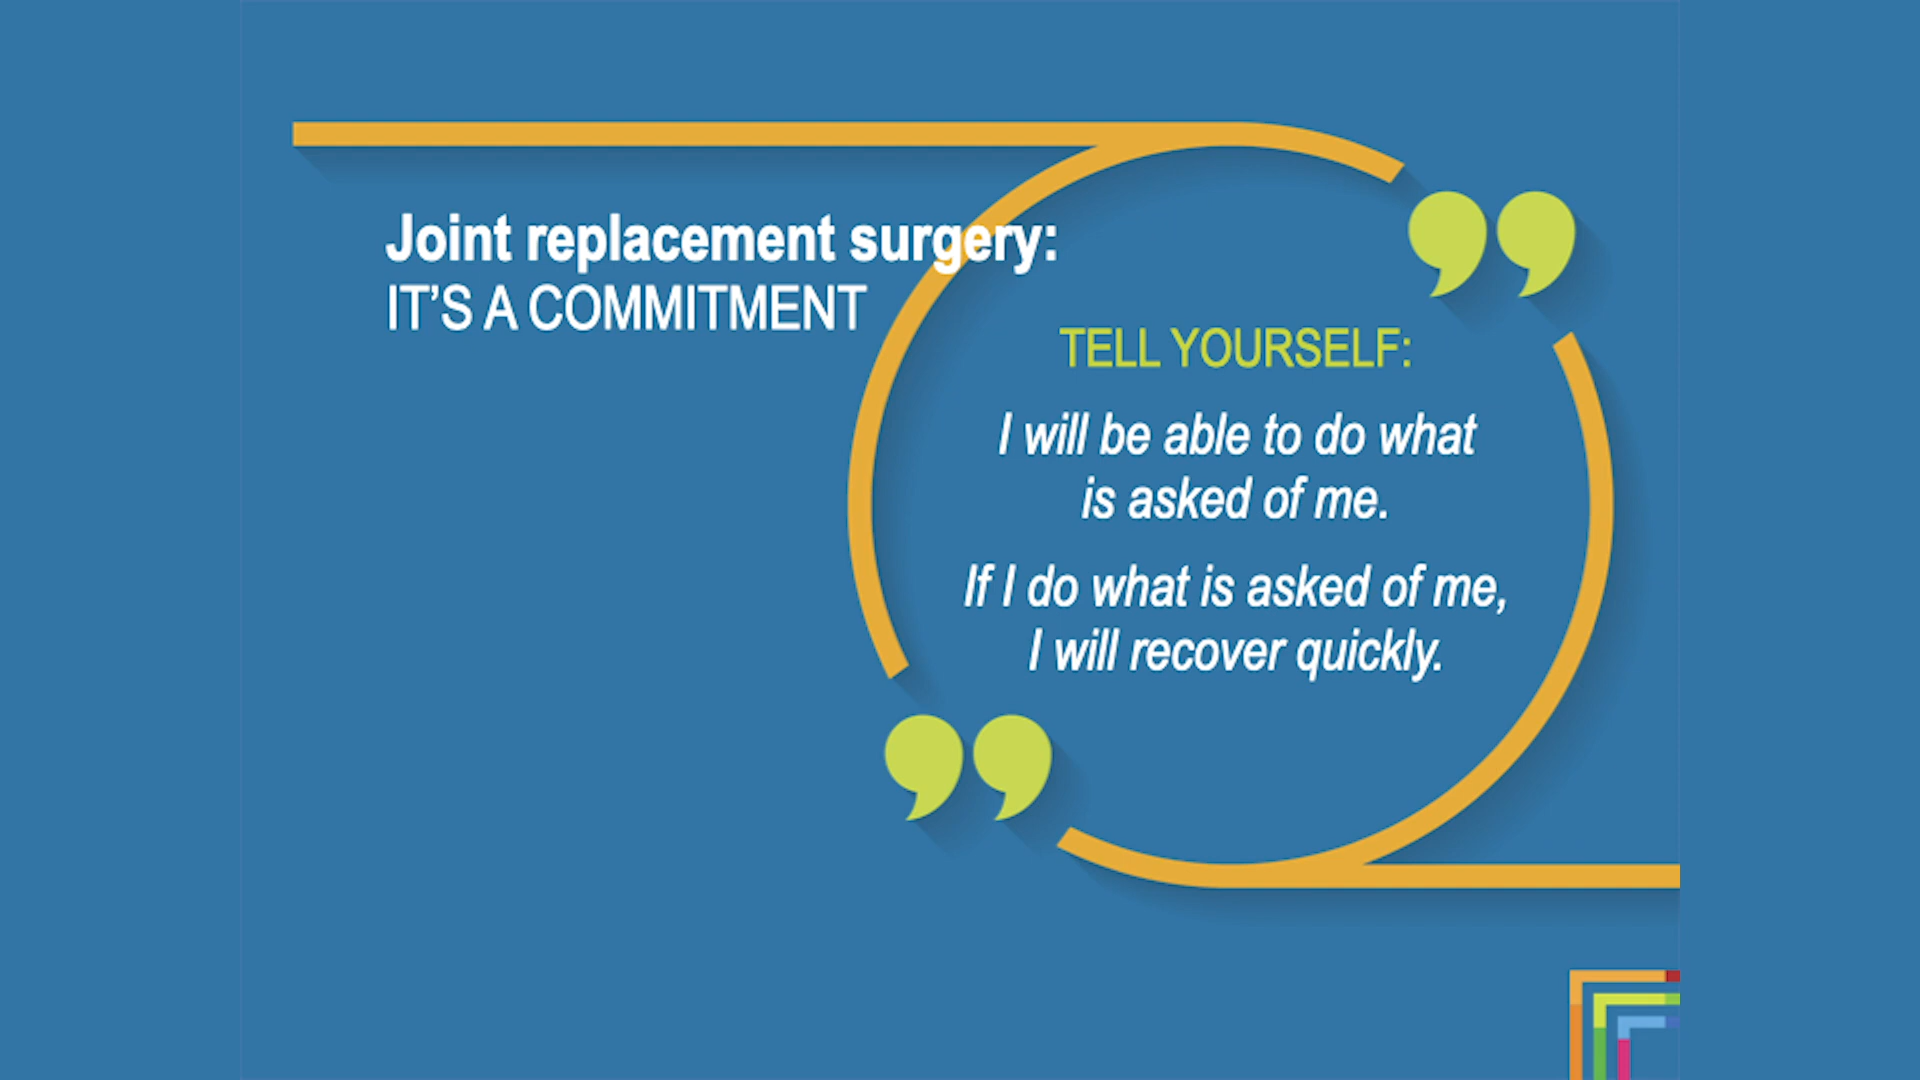 Joint replacement surgery:
IT’S A COMMITMENT
TELL YOURSELF:
I will be able to do what
is asked of me.
If I do what is asked of me,
I will recover quickly.